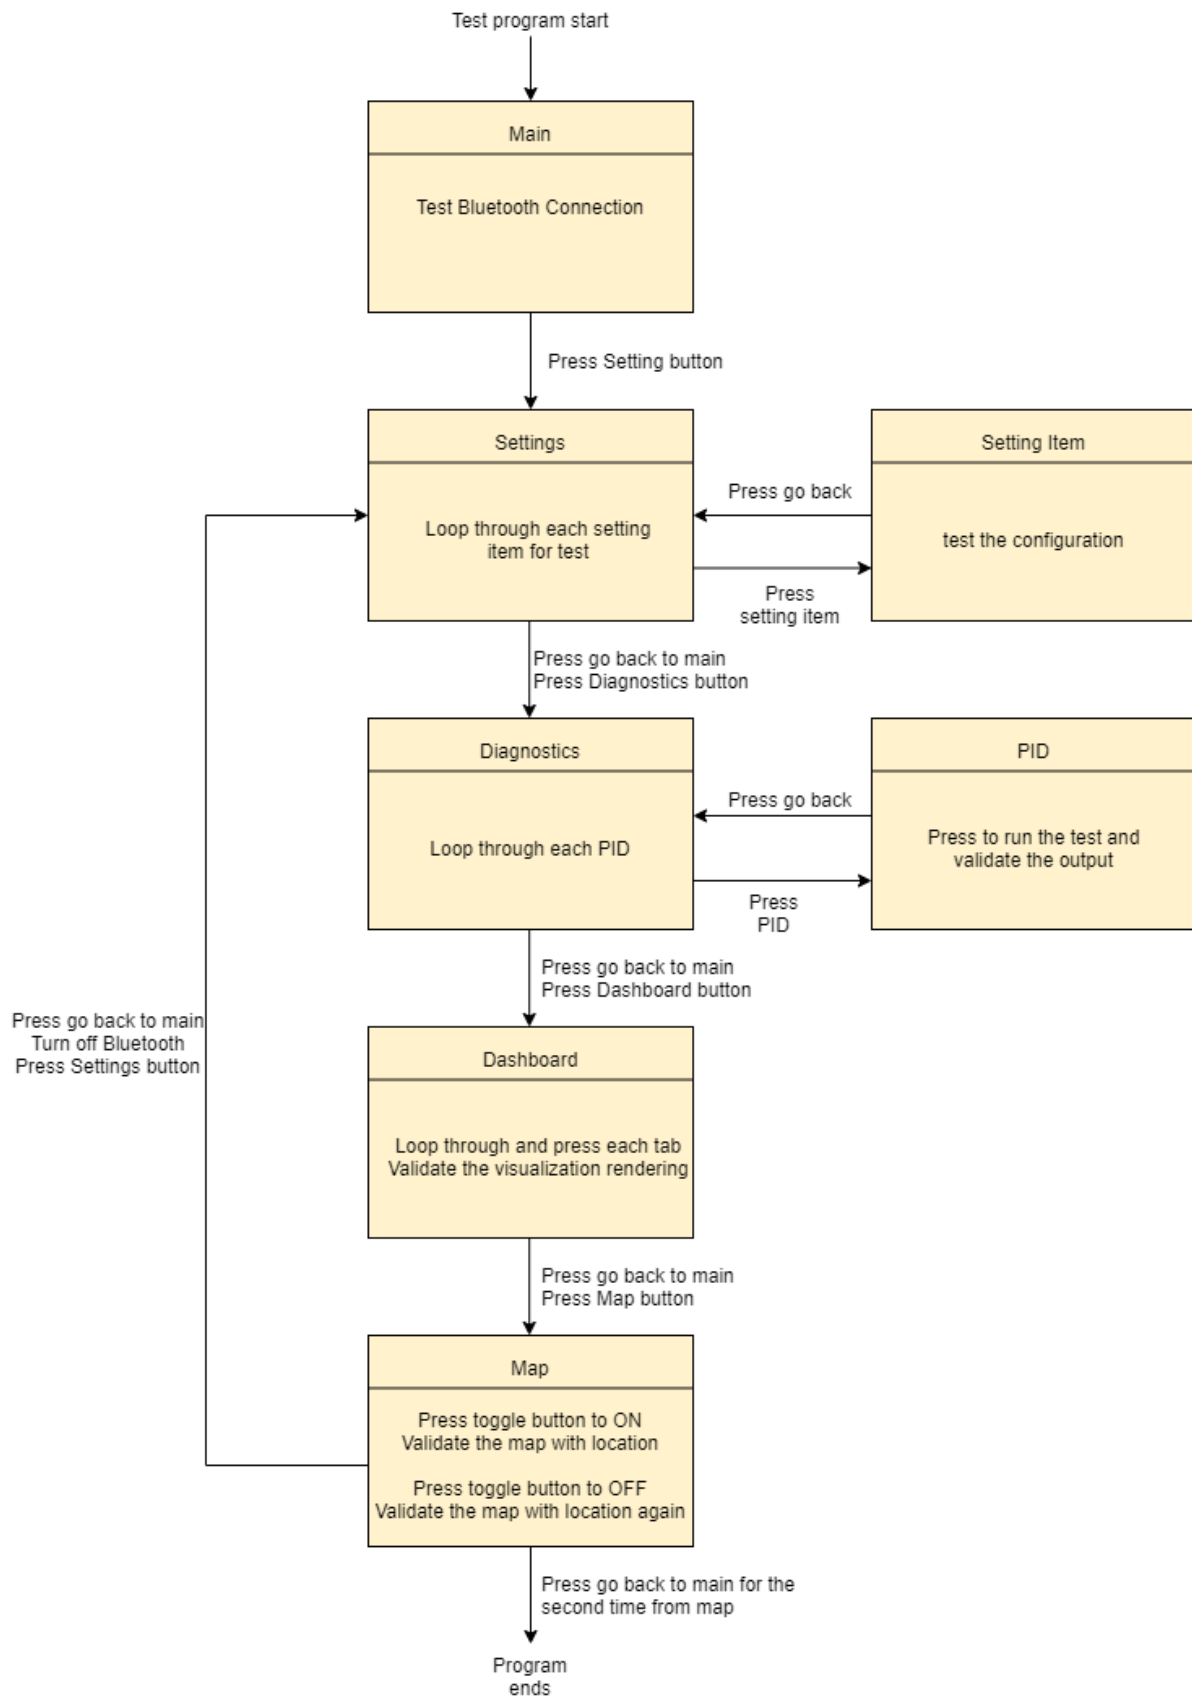 Test program start
Main
Test Bluetooth Connection
Press Setting button
Settings
Loop through each setting
item for test
Press go back
Press
setting item
Setting Item
test the configuration
Press go back to main
Press Diagnostics button
Diagnostics
Loop through each PID
Press go back
Press
PID
PID
Press to run the test and
validate the output
Press go back to main
Press Dashboard button
Press go back to main
Turn off Bluetooth
Press Settings button
Dashboard
Loop through and press each tab
Validate the visualization rendering
Press go back to main
Press Map button
Map
Press toggle button to ON
Validate the map with location
Press toggle button to OFF
Validate the map with location again
Press go back to main for the
second time from map
Program
ends